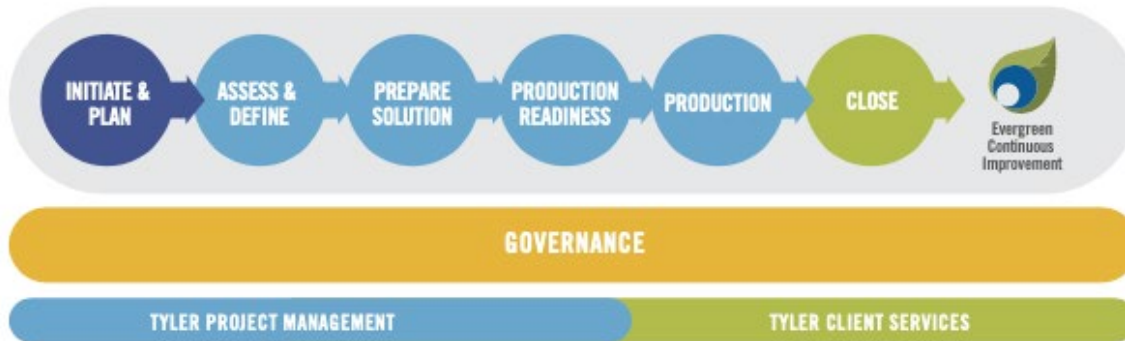 INITIATE &
PLAN
ASSESS &
DEFINE
PREPARE
SOLUTION
PRODUCTION
READINESS
PRODUCTION
CLOSE
Evergreen
Continuous
Improvement
GOVERNANCE
TYLER PROJECT MANAGEMENT
TYLER CLIENT SERVICES